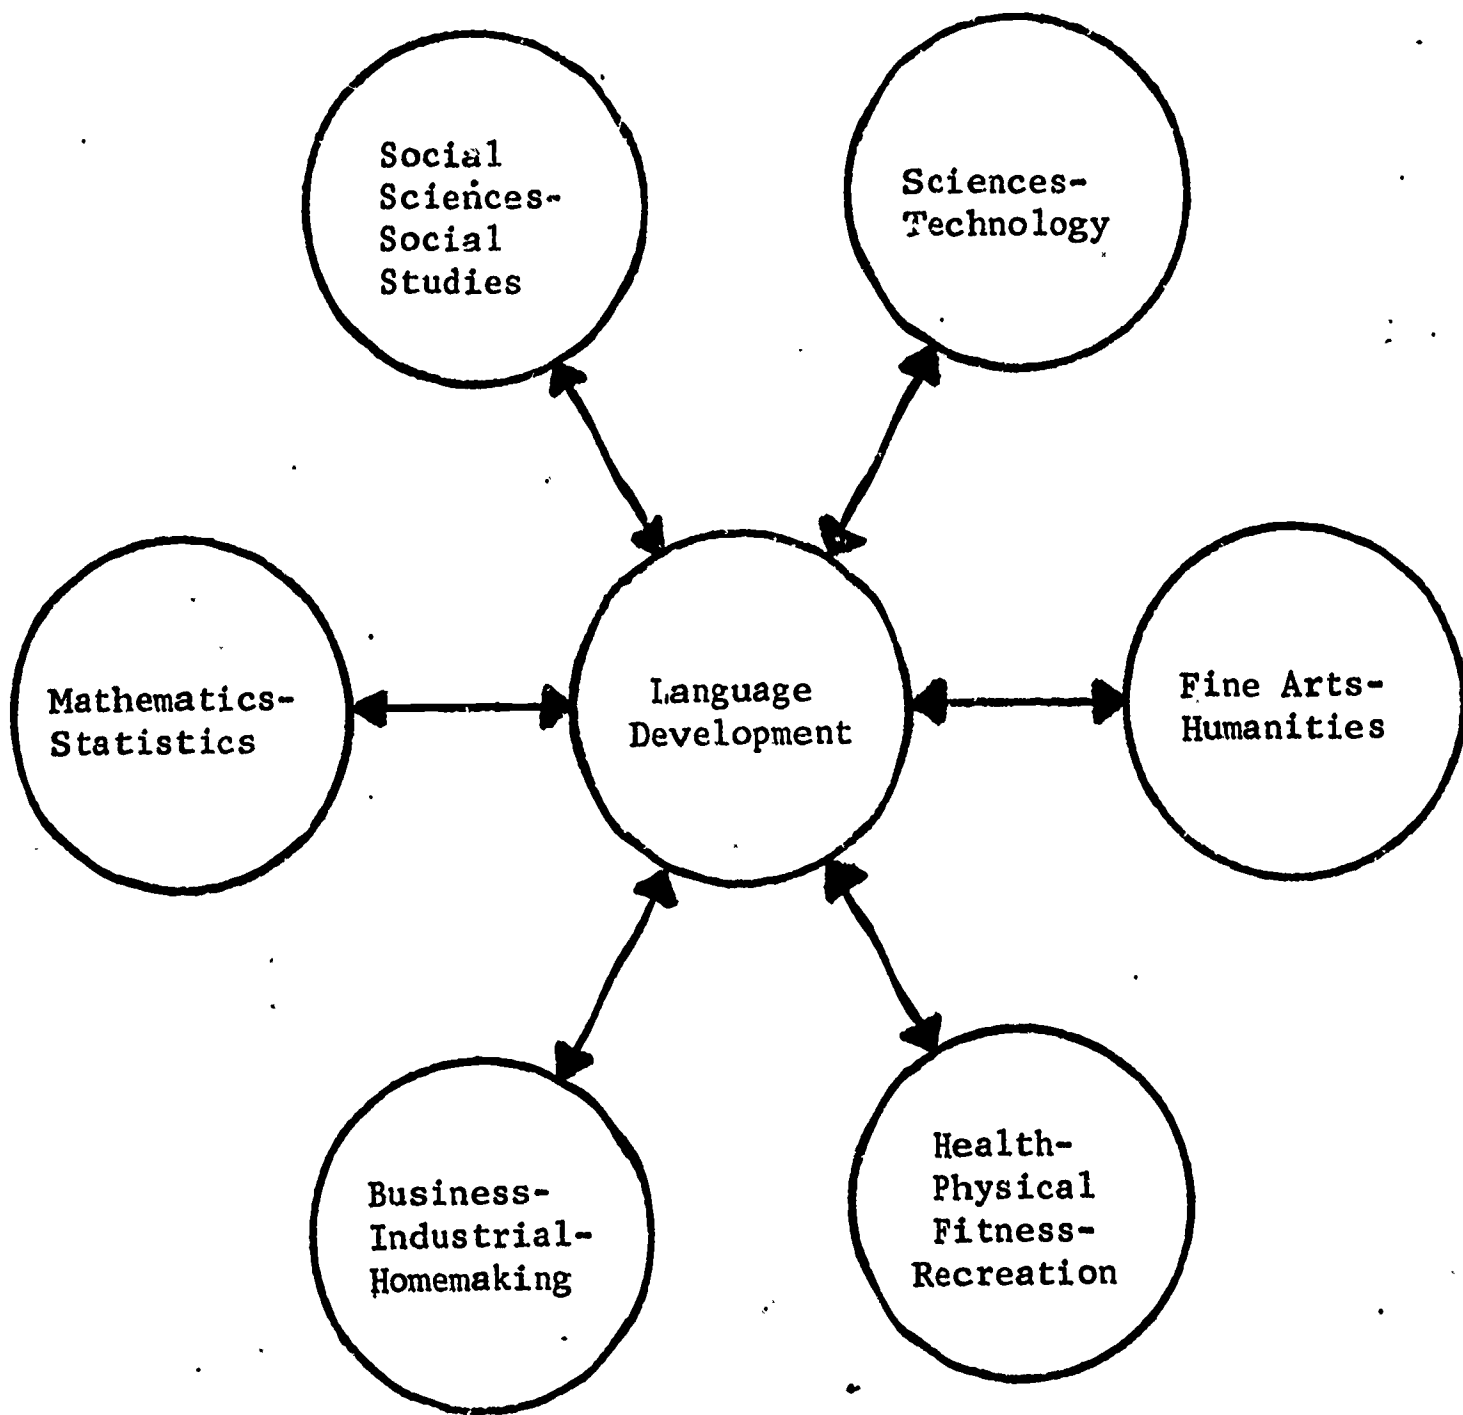 Social
Sciences-
Social
Studies
Sciences-
Technology
Mathematics-
Statistics
Language
Development
Fine Arts-
Humanities
Business-
Industrial-
Homemaking
Health-
Physical
Fitness-
Recreation